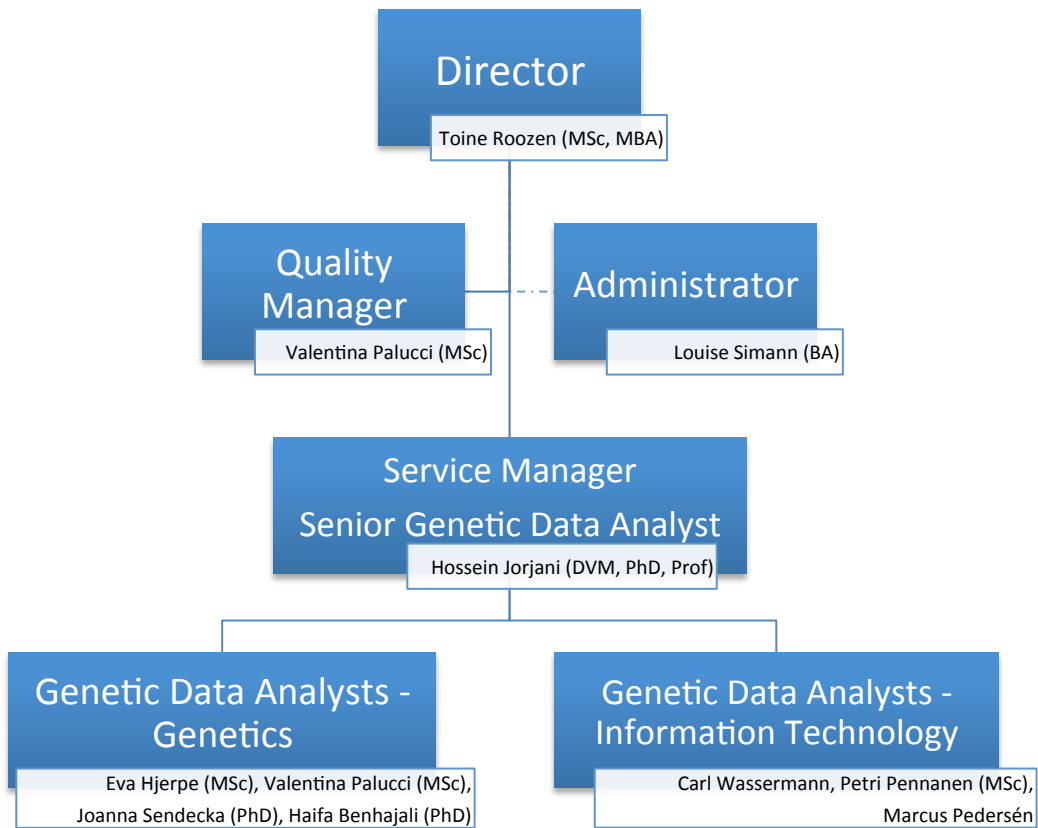 Director
Toine Roozen (MSc, MBA)
Quality
Manager
Valentina Palucci (MSc)
Administrator
Louise Simann (BA)
Service Manager
Senior Genetic Data Analyst
Hossein Jorjani (DVM, PhD, Prof)
Genetic Data Analysts -
Genetics
Eva Hjerpe (MSc), Valentina Palucci (MSc),
Joanna Sendecka (PhD), Haifa Benhajali (PhD)
Genetic Data Analysts -
Information Technology
Carl Wassermann, Petri Pennanen (MSc),
Marcus Pedersén